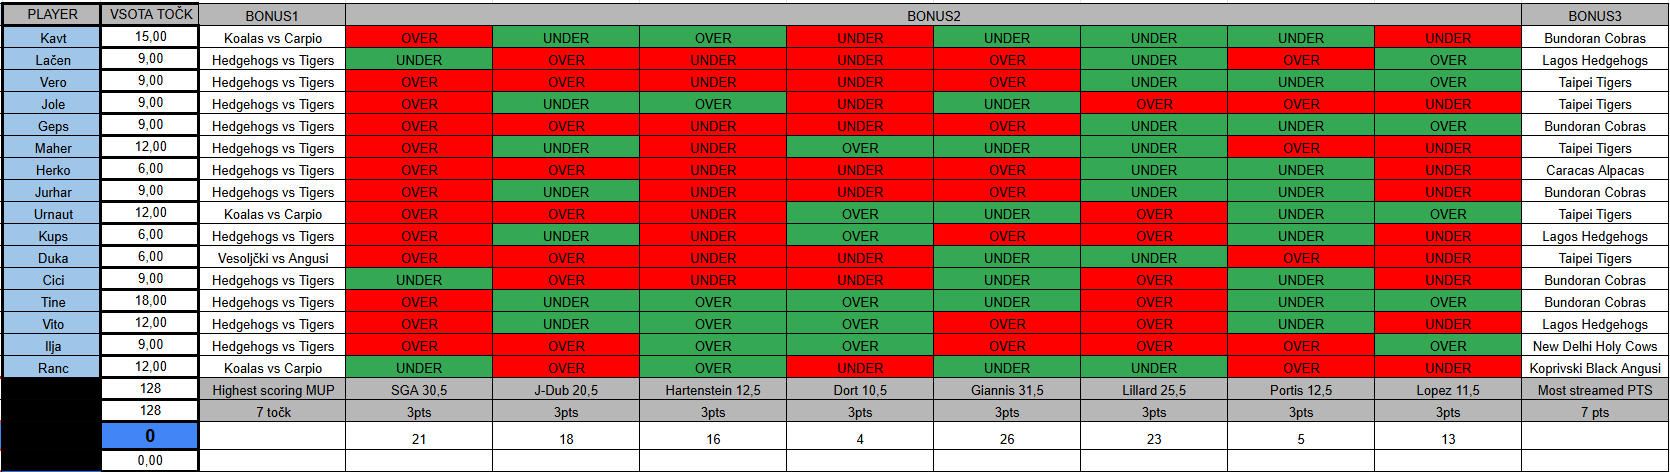 PLAYER VSOTA TOČK BONUS1 BONUS2 BONUS3
Kavt 15,00 Koalas vs Carpio OVER UNDER OVER UNDER UNDER UNDER UNDER UNDER Bundoran Cobras
Lačen 9,00 Hedgehogs vs Tigers UNDER OVER UNDER UNDER OVER UNDER OVER OVER Lagos Hedgehogs
Vero 9,00 Hedgehogs vs Tigers OVER OVER UNDER UNDER OVER UNDER UNDER OVER Taipei Tigers
Jole 9,00 Hedgehogs vs Tigers OVER UNDER OVER UNDER UNDER OVER OVER UNDER Taipei Tigers
Geps 9,00 Hedgehogs vs Tigers OVER OVER UNDER UNDER OVER UNDER UNDER OVER Bundoran Cobras
Maher 12,00 Hedgehogs vs Tigers OVER UNDER UNDER OVER UNDER UNDER OVER UNDER Taipei Tigers
Herko 6,00 Hedgehogs vs Tigers OVER OVER UNDER UNDER OVER UNDER UNDER UNDER Caracas Alpacas
Jurhar 9,00 Hedgehogs vs Tigers OVER UNDER UNDER UNDER OVER UNDER UNDER UNDER Bundoran Cobras
Urnaut 12,00 Koalas vs Carpio OVER OVER UNDER OVER UNDER OVER UNDER OVER Taipei Tigers
Kups 6,00 Hedgehogs vs Tigers OVER UNDER UNDER OVER OVER OVER UNDER UNDER Lagos Hedgehogs
Duka 6,00 Vesoljčki vs Angusi OVER OVER UNDER UNDER UNDER UNDER OVER UNDER Taipei Tigers
Cici 9,00 Hedgehogs vs Tigers UNDER OVER UNDER UNDER UNDER OVER UNDER UNDER Bundoran Cobras
Tine 18,00 Hedgehogs vs Tigers OVER UNDER OVER OVER UNDER OVER UNDER OVER Bundoran Cobras
Vito 12,00 Hedgehogs vs Tigers OVER UNDER OVER OVER OVER OVER UNDER UNDER Lagos Hedgehogs
Ilja 9,00 Hedgehogs vs Tigers OVER OVER OVER OVER OVER OVER OVER OVER New Delhi Holy Cows
Ranc 12,00 Koalas vs Carpio UNDER OVER OVER UNDER UNDER UNDER OVER UNDER Koprivski Black Angusi
128 Highest scoring MUP SGA 30,5 J-Dub 20,5 Hartenstein 12,5 Dort 10,5 Giannis 31,5 Lillard 25,5 Portis 12,5 Lopez 11,5 Most streamed PTS
128 7 točk 3pts 3pts 3pts 3pts 3pts 3pts 3pts 3pts 7 pts
0 21 18 16 4 26 23 5 13
0,00